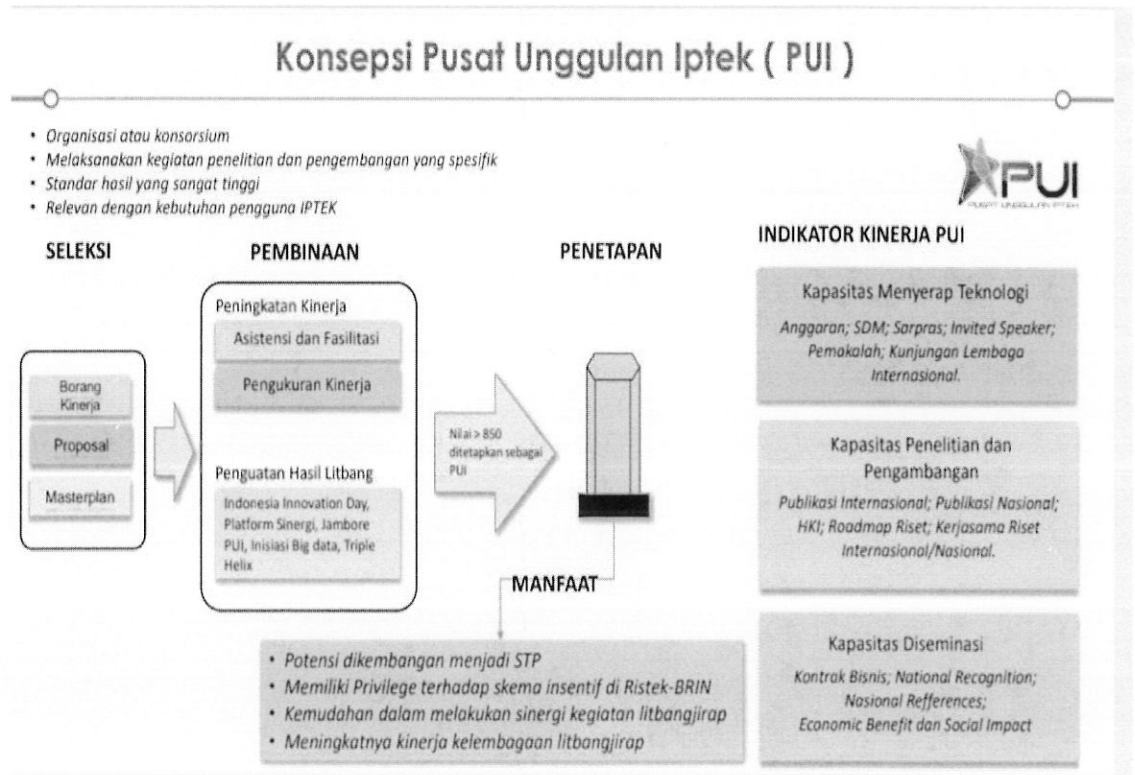 Konsepsi Pusat Unggulan Iptek ( PUI )
• Organisasi atau konsorsium
• Melaksanakan kegiatan penelitian dan pengembangan yang spesifik
• Standar hasil yang sangat tinggi
• Relevan dengan kebutuhan pengguna IPTEK
PUI
PUSAT UNGGULAN IPTEK
SELEKSI
Borang
Kinerja
Proposal
Masterplan
PEMBINAAN
Peningkatan Kinerja
Asistensi dan Fasilitasi
Pengukuran Kinerja
Penguatan Hasil Litbang
Indonesia Innovation Day,
Platform Sinergi, Jambore
PUI, Inisiasi Big data, Triple
Helix
Nilai > 850
ditetapkan sebagai
PUI
PENETAPAN
MANFAAT
• Potensi dikembangan menjadi STP
• Memiliki Privilege terhadap skema insentif di Ristek-BRIN
• Kemudahan dalam melakukan sinergi kegiatan litbangjirap
• Meningkatnya kinerja kelembagaan litbangjirap
INDIKATOR KINERJA PUI
Kapasitas Menyerap Teknologi
Anggaran; SDM; Sarpras; Invited Speaker;
Pemakalah; Kunjungan Lembaga
Internasional.
Kapasitas Penelitian dan
Pengambangan
Publikasi Internasional; Publikasi Nasional;
HKI; Roadmap Riset; Kerjasama Riset
Internasional/Nasional.
Kapasitas Diseminasi
Kontrak Bisnis; National Recognition;
Nasional Refferences;
Economic Benefit dan Social Impact